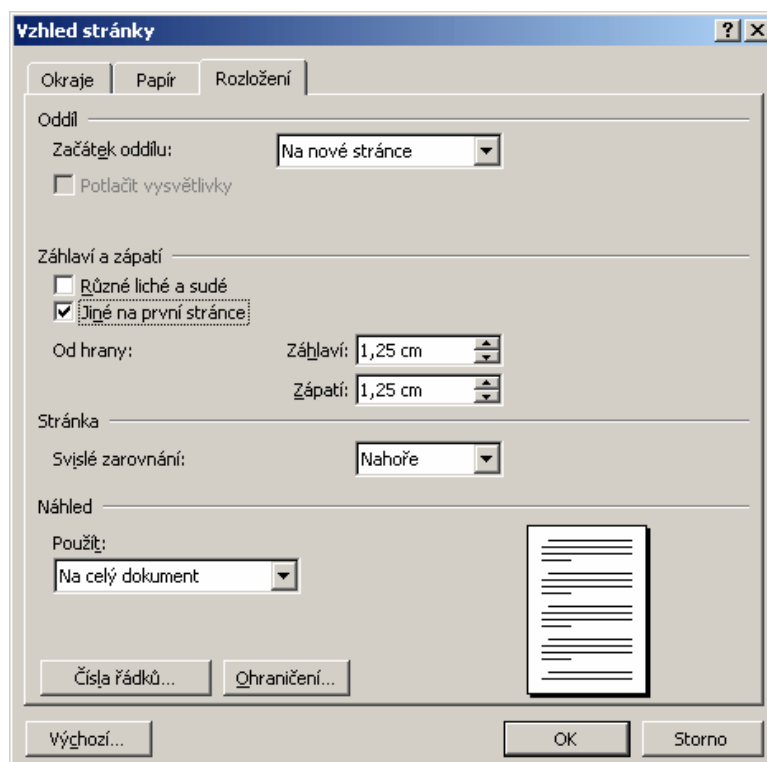 Vzhled stránky
Okraje Papír Rozložení
Oddíl
Začátek oddílu: Na nové stránce
Potlačit vysvětlivky
Záhlaví a zápatí
Různé liché a sudé
Jiné na první stránce
Od hrany: Záhlaví: 1,25 cm
Zápatí: 1,25 cm
Stránka
Svislé zarovnání: Nahoře
Náhled
Použít:
Na celý dokument
Čísla řádků... Ohraničení...
Výchozí... OK Storno